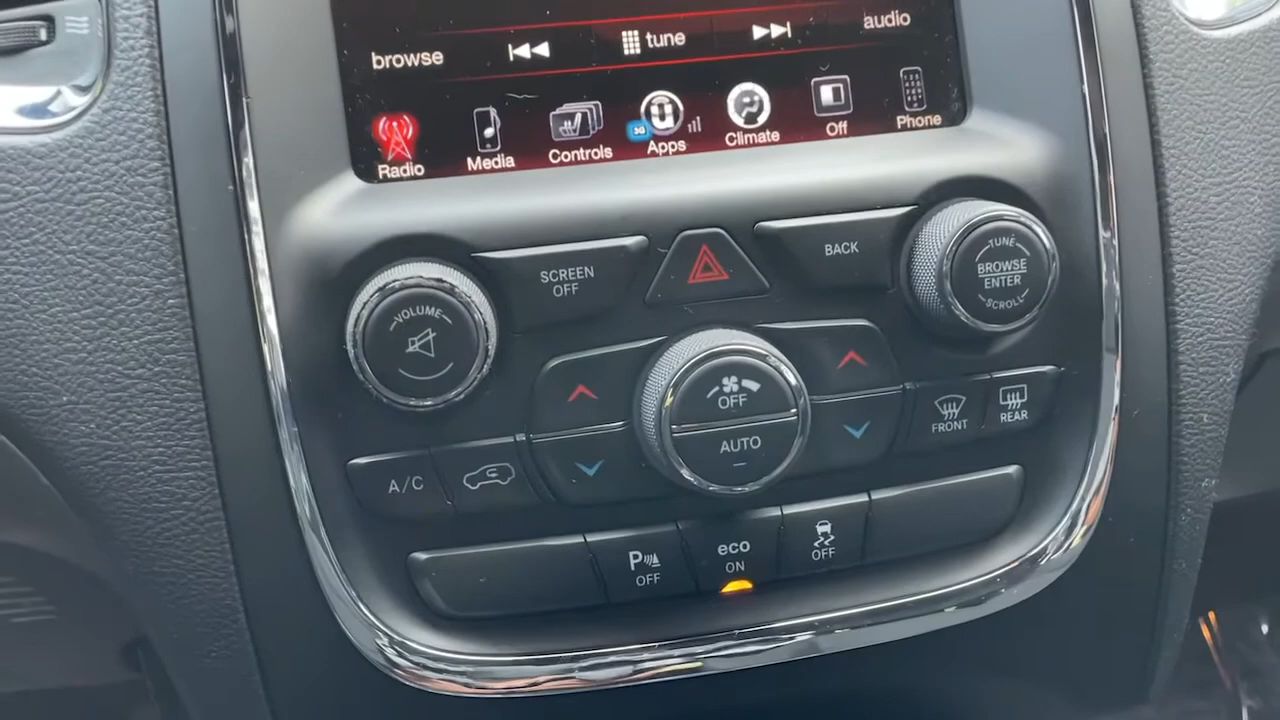 browse
tune
audio
Radio
Media
Controls
3G
Apps
Climate
Off
Phone
SCREEN
OFF
BACK
TUNE
BROWSE
ENTER
SCROLL
VOLUME
OFF
AUTO
FRONT
REAR
A/C
P
OFF
eco
ON
OFF